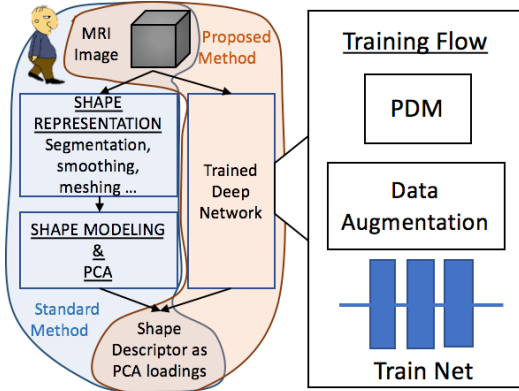 MRI
Image
Proposed
Method
SHAPE
REPRESENTATION
Segmentation,
smoothing,
meshing ...
Trained
Deep
Network
SHAPE MODELING
&
PCA
Standard
Method
Shape
Descriptor as
PCA loadings
Training Flow
PDM
Data
Augmentation
Train Net